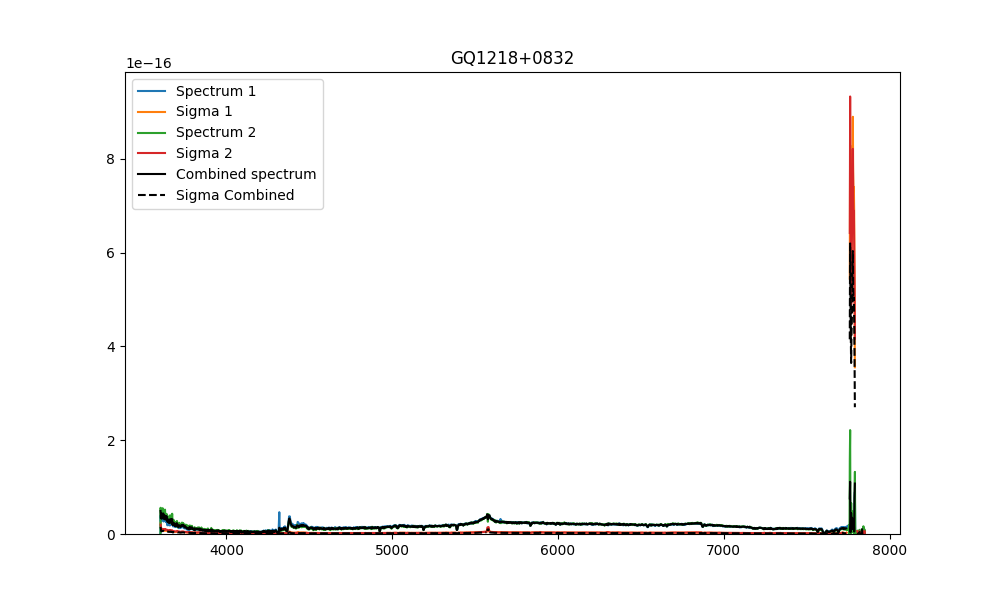 GQ1218+0832
1e−16
Spectrum 1
Sigma 1
Spectrum 2
Sigma 2
Combined spectrum
Sigma Combined
8
6
4
2
0
4000 5000 6000 7000 8000